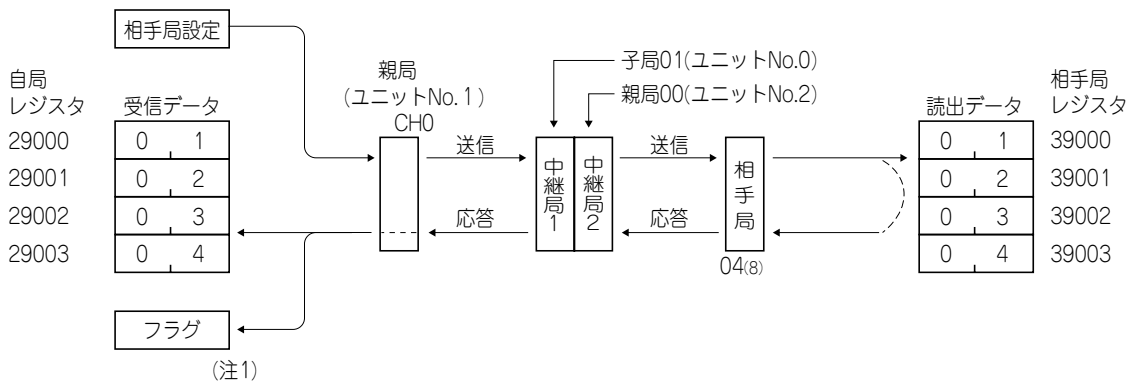 相手局設定
子局01(ユニットNo.0)
親局00(ユニットNo.2)
親局
(ユニットNo.1)
CH0
自局
レジスタ
受信データ
29000 0 1
29001 0 2
29002 0 3
29003 0 4
送信
応答
中継局1
中継局2
送信
応答
相手局
04(8)
読出データ
相手局
レジスタ
0 1 39000
0 2 39001
0 3 39002
0 4 39003
フラグ
(注1)